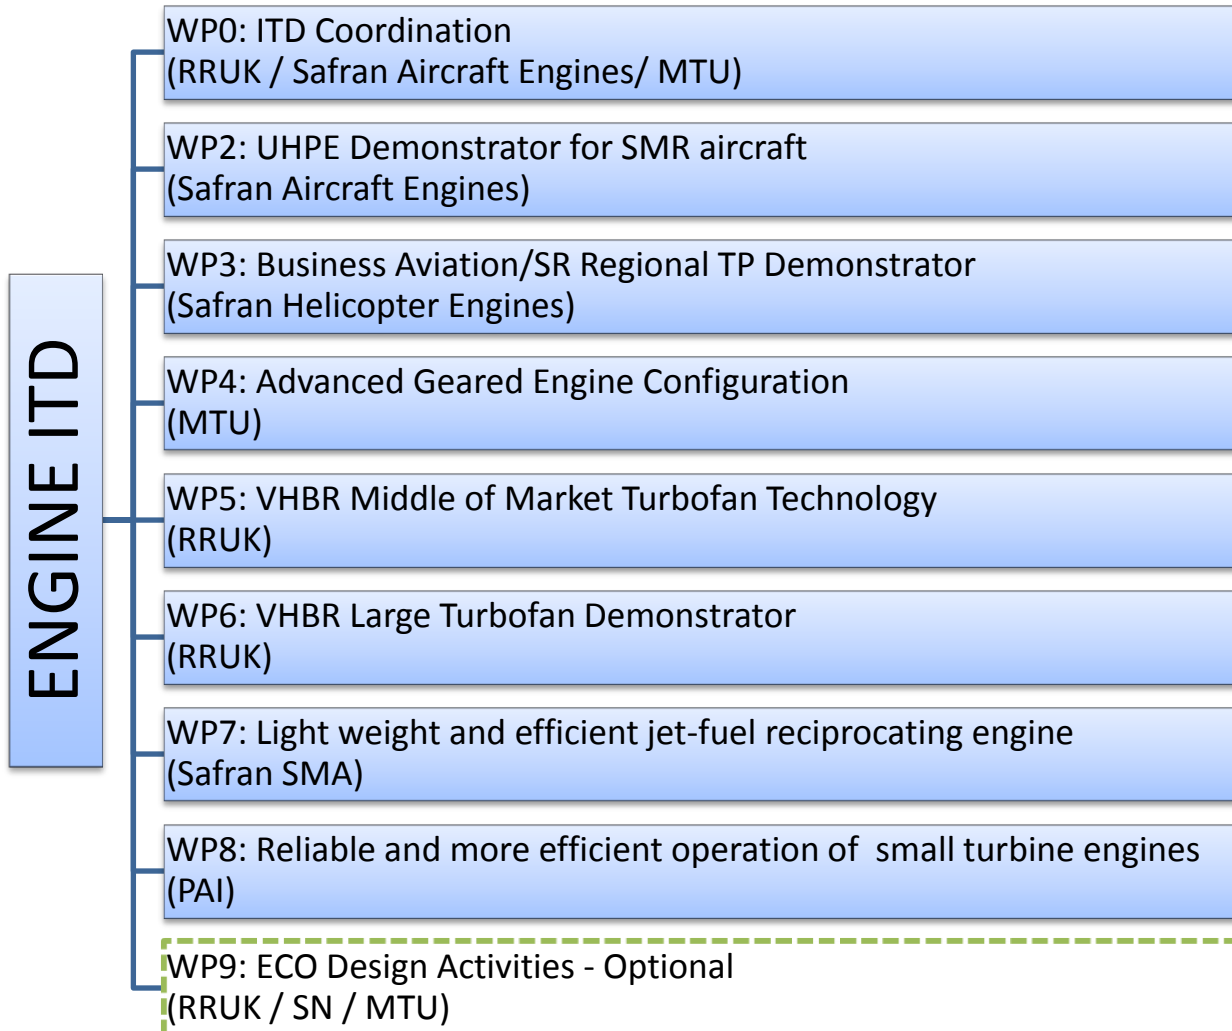 ENGINE ITD
WP0: ITD Coordination
(RRUK / Safran Aircraft Engines/ MTU)
WP2: UHPE Demonstrator for SMR aircraft
(Safran Aircraft Engines)
WP3: Business Aviation/SR Regional TP Demonstrator
(Safran Helicopter Engines)
WP4: Advanced Geared Engine Configuration
(MTU)
WP5: VHBR Middle of Market Turbofan Technology
(RRUK)
WP6: VHBR Large Turbofan Demonstrator
(RRUK)
WP7: Light weight and efficient jet-fuel reciprocating engine
(Safran SMA)
WP8: Reliable and more efficient operation of  small turbine engines
(PAI)
WP9: ECO Design Activities - Optional
(RRUK / SN / MTU)